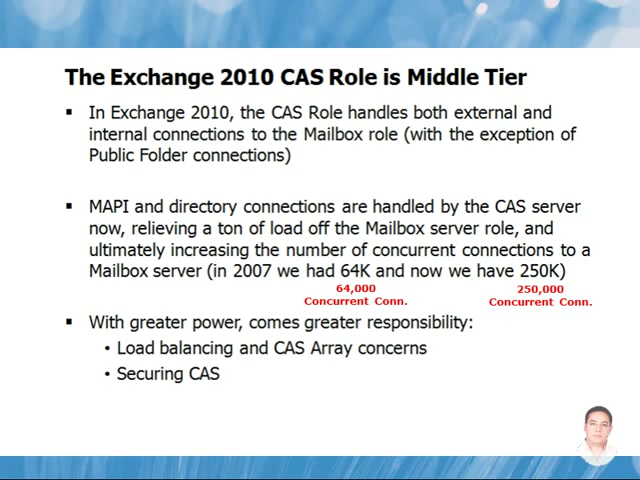 The Exchange 2010 CAS Role is Middle Tier
▪ In Exchange 2010, the CAS Role handles both external and
internal connections to the Mailbox role (with the exception of
Public Folder connections)
▪ MAPI and directory connections are handled by the CAS server
now, relieving a ton of load off the Mailbox server role, and
ultimately increasing the number of concurrent connections to a
Mailbox server (in 2007 we had 64K and now we have 250K)
64,000 250,000
Concurrent Conn. Concurrent Conn.
▪ With greater power, comes greater responsibility:
• Load balancing and CAS Array concerns
• Securing CAS